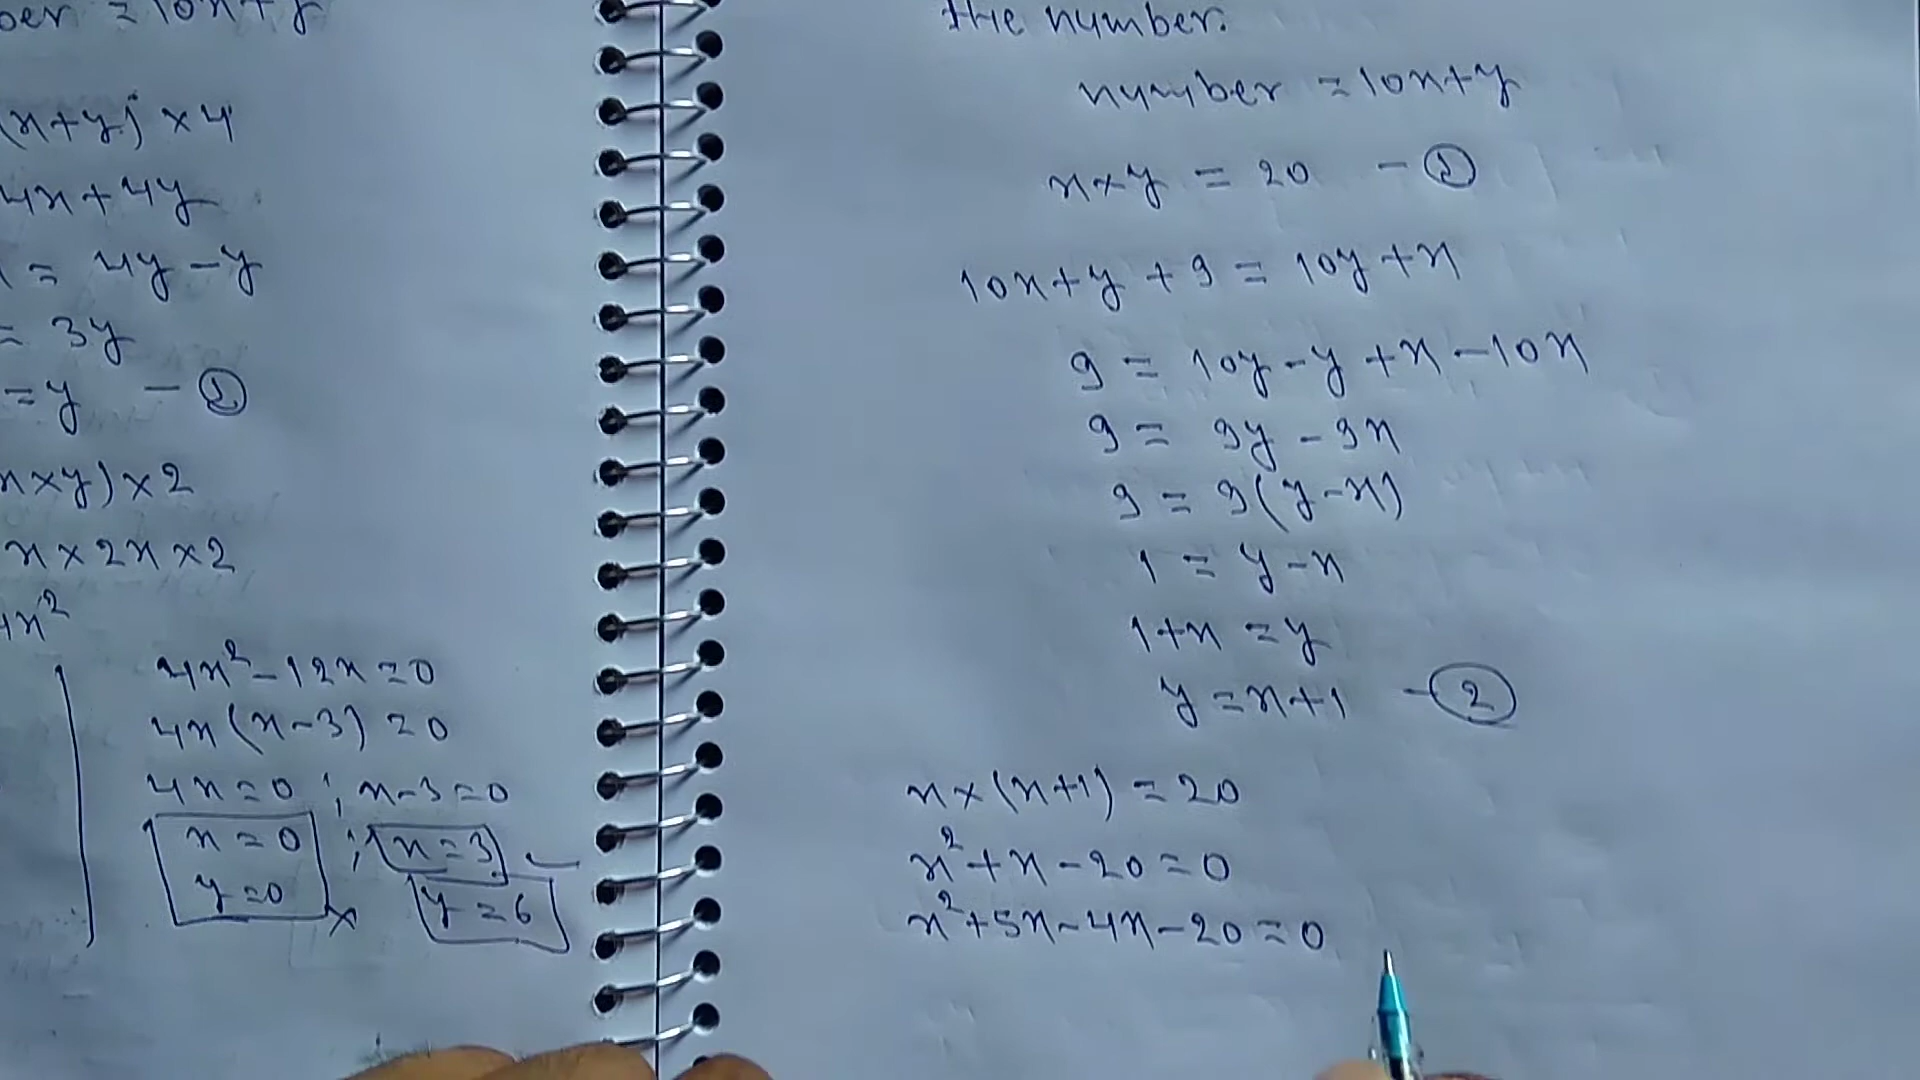 ber = 10x+y
(x+y) × 4
4x+4y
= 4y-y
= 3y
= y - ①
x×y) × 2
x × 2x × 2
4x²
4x²-12x=0
4x(x-3)=0
4x=0 ; x-3=0
x=0 ; x=3
y=0 × y=6
the number.
number = 10x+y
x×y = 20 - ①
10x+y+9 = 10y+x
9 = 10y-y+x-10x
9 = 9y-9x
9 = 9(y-x)
1 = y-x
1+x = y
y = x+1 - ②
x×(x+1) = 20
x²+x-20=0
x²+5x-4x-20=0